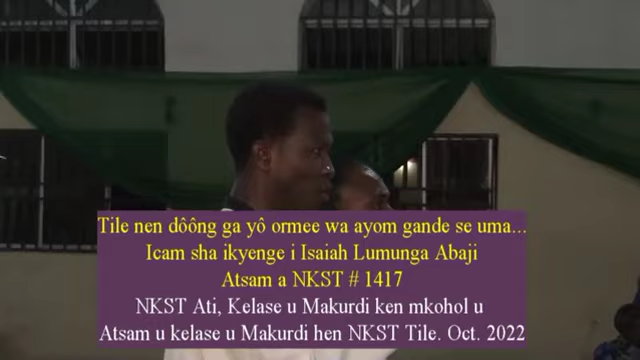 Tile nen dôông ga yô ormee wa ayom gande se uma...
Icam sha ikyenge i Isaiah Lumunga Abaji
Atsam a NKST # 1417
NKST Ati, Kelase u Makurdi ken mkohol u
Atsam u kelase u Makurdi hen NKST Tile. Oct. 2022